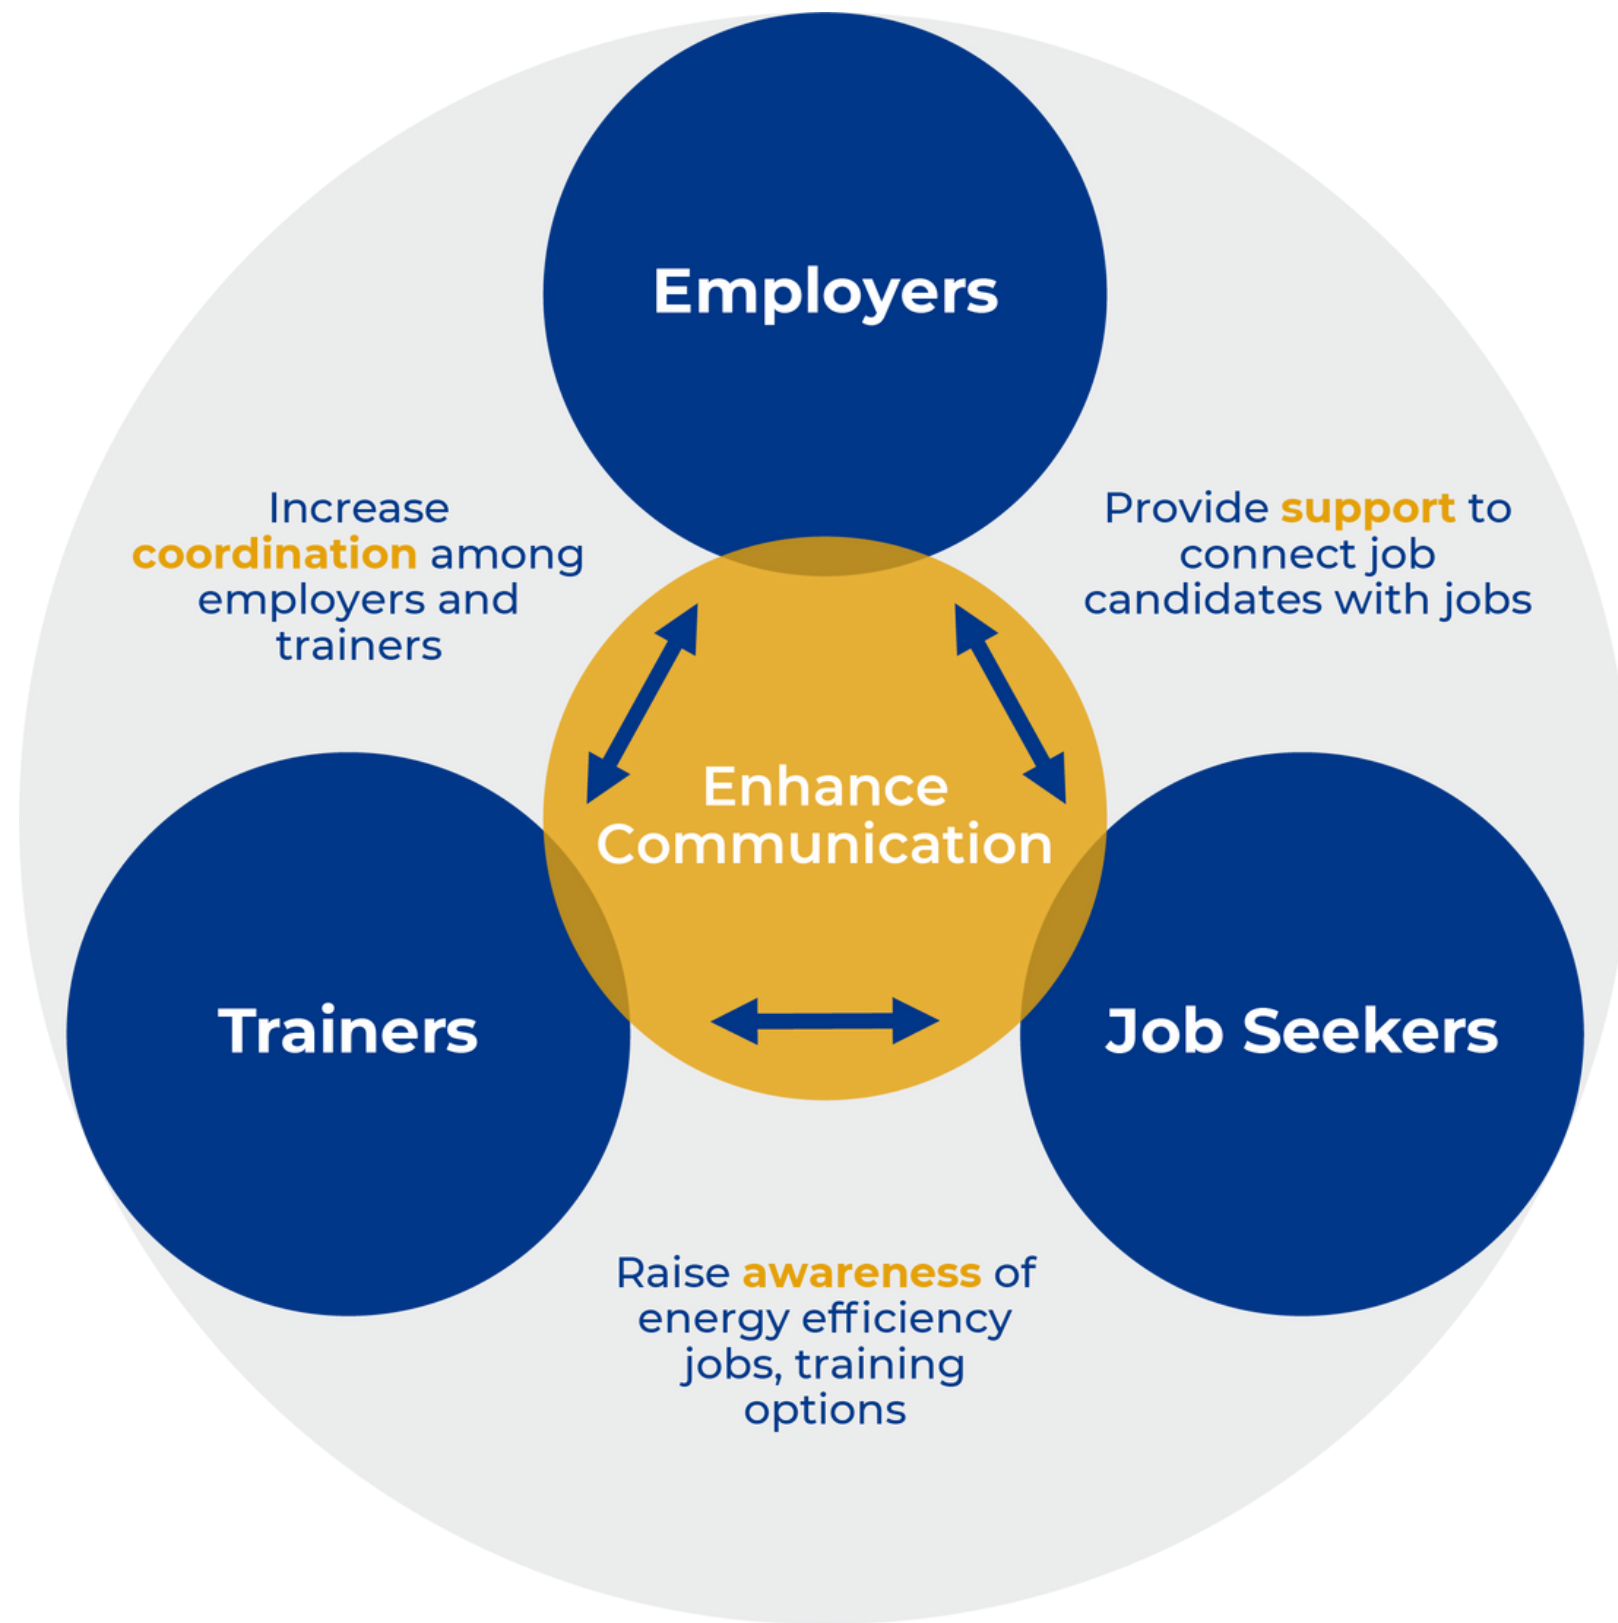 Employers
Increase
coordination among
employers and
trainers
Provide support to
connect job
candidates with jobs
Enhance
Communication
Trainers
Job Seekers
Raise awareness of
energy efficiency
jobs, training
options